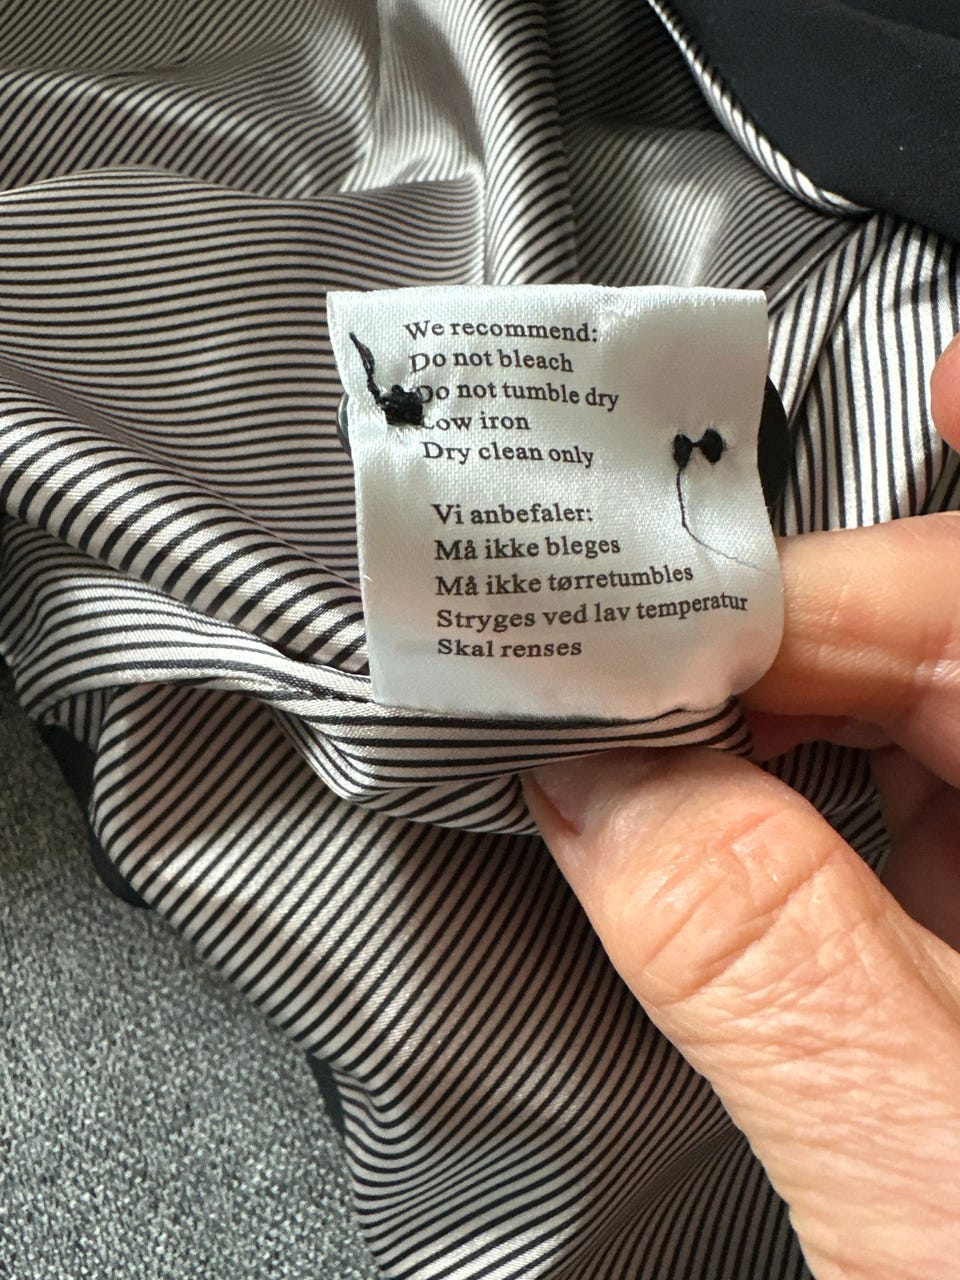 We recommend:
Do not bleach
Do not tumble dry
Low iron
Dry clean only
Vi anbefaler:
Må ikke bleges
Må ikke tørretumbles
Stryges ved lav temperatur
Skal renses